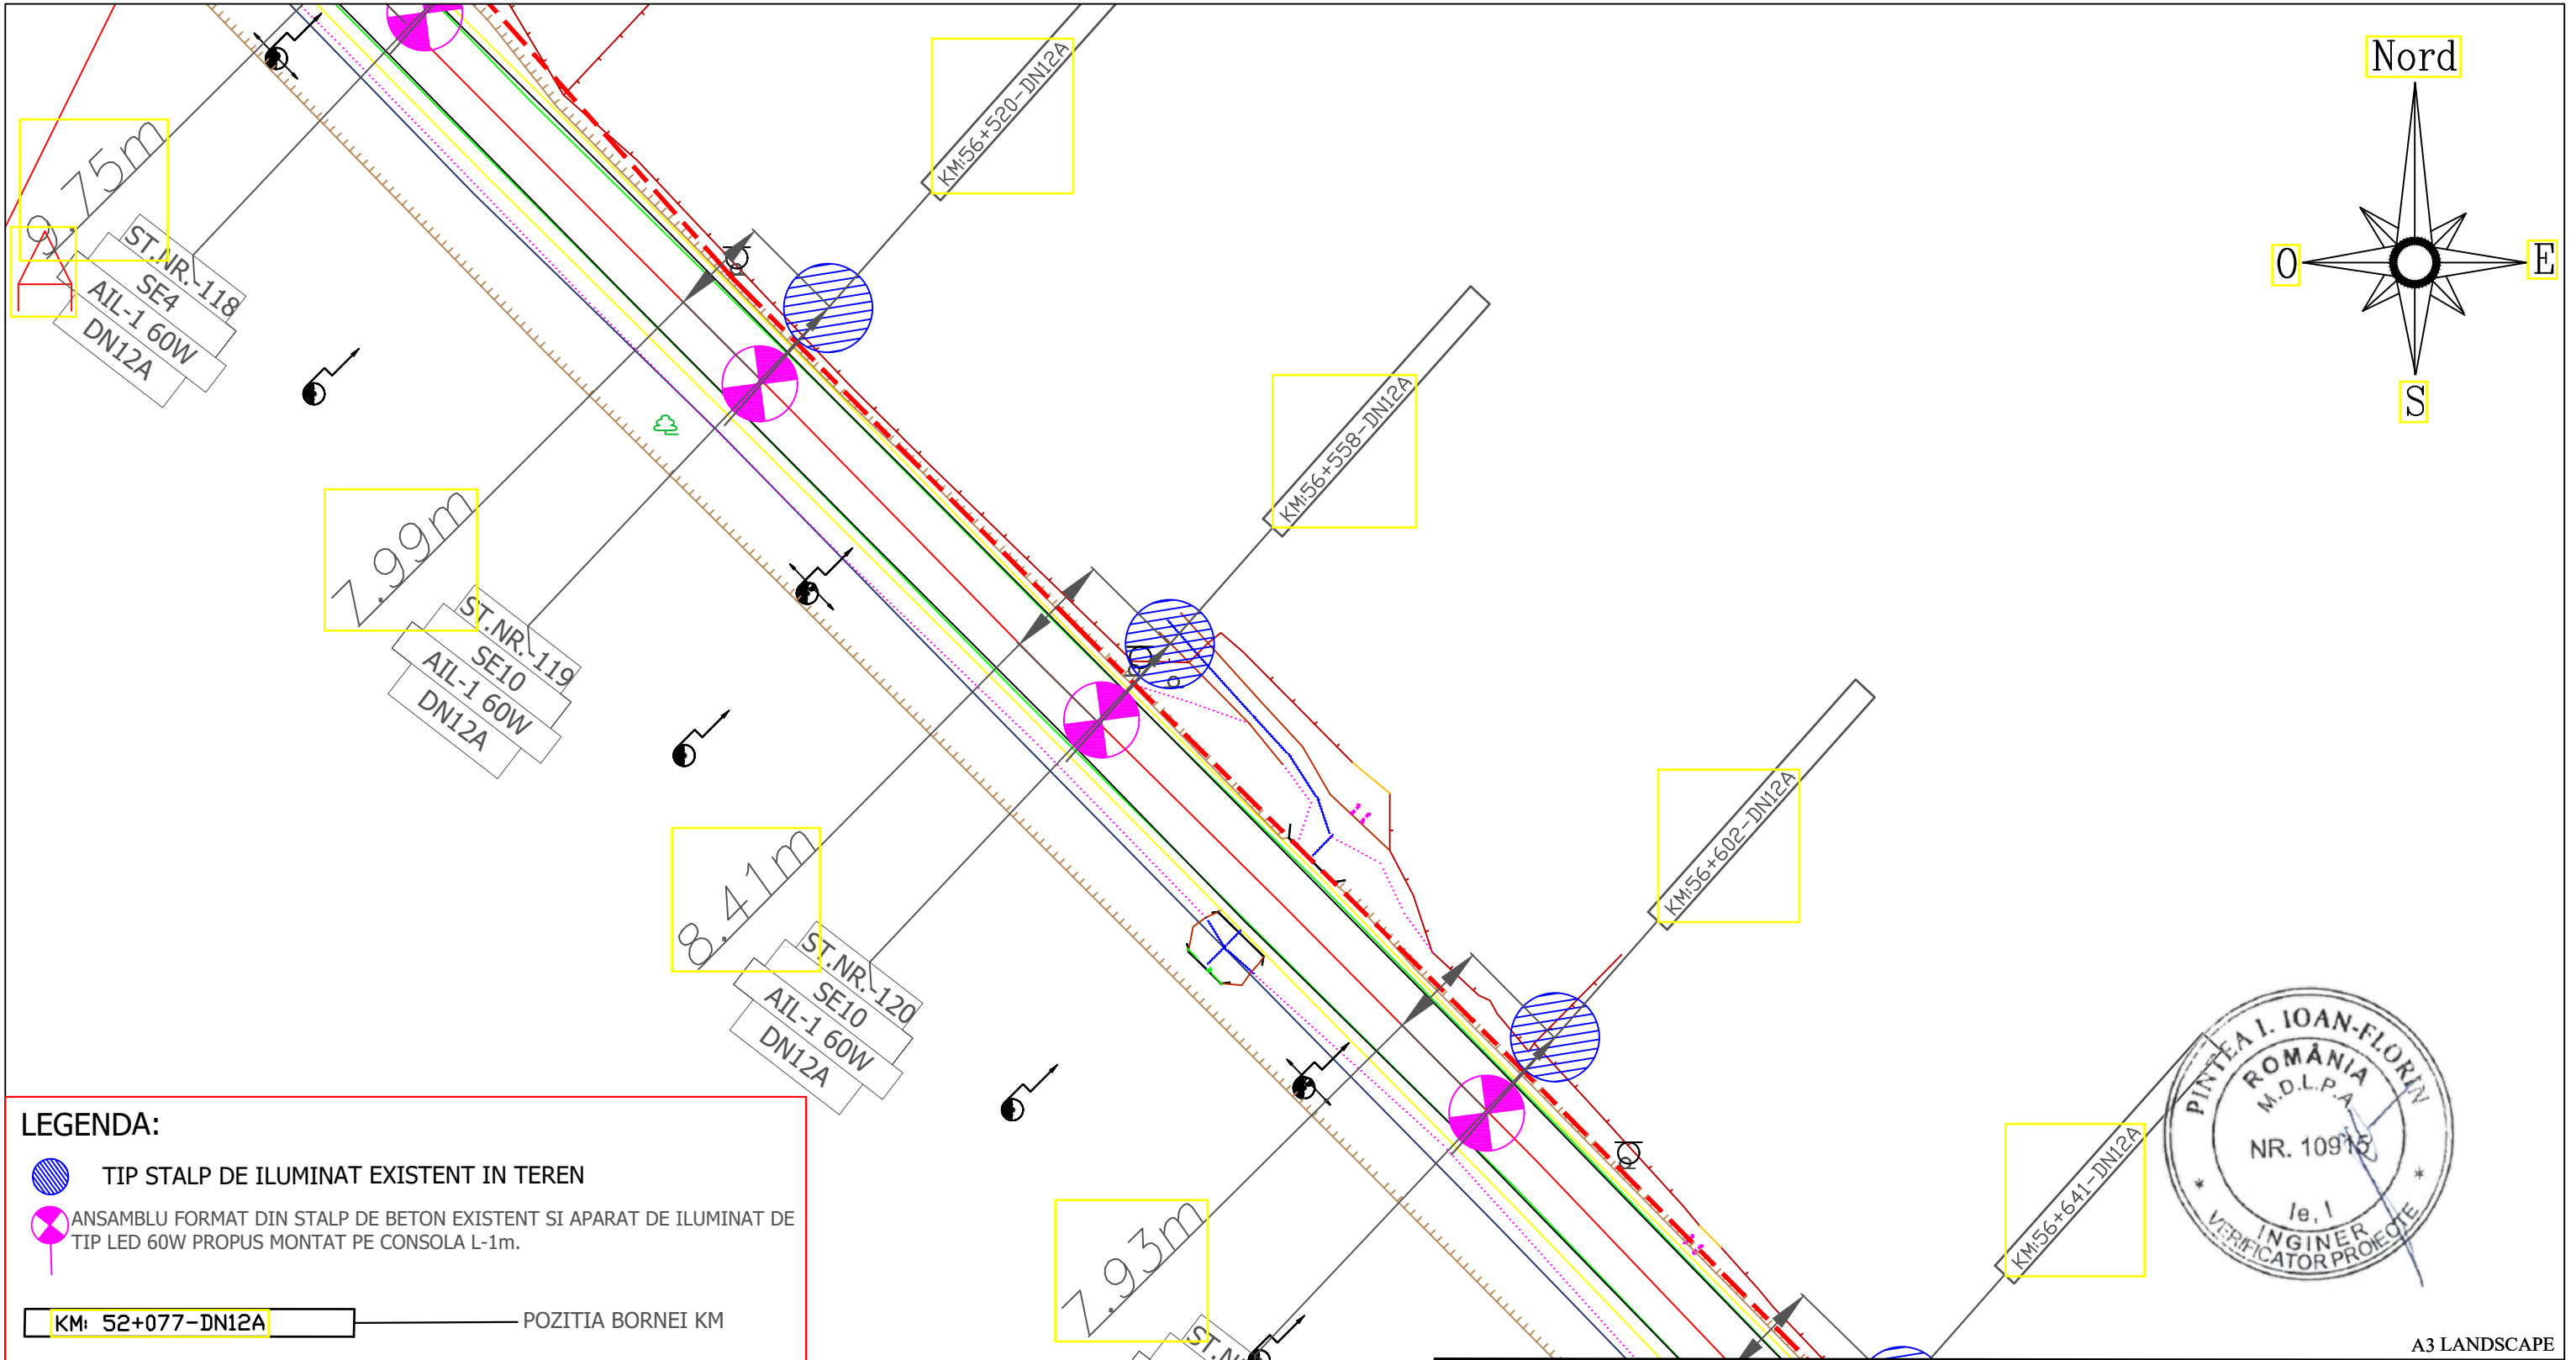 Nord
O
E
S
KM:56+520-DN12A
9.75m
ST.NR.-118
SE4
AIL-1 60W
DN12A
KM:56+558-DN12A
7.99m
ST.NR.-119
SE10
AIL-1 60W
DN12A
KM:56+602-DN12A
8.41m
ST.NR.-120
SE10
AIL-1 60W
DN12A
KM:56+641-DN12A
7.93m
PINTEA I. IOAN-FLORIN
ROMÂNIA
M.D.L.P.A
NR. 10915
Ie, I
INGINER
VERIFICATOR PROIECTE
LEGENDA:
TIP STALP DE ILUMINAT EXISTENT IN TEREN
ANSAMBLU FORMAT DIN STALP DE BETON EXISTENT SI APARAT DE ILUMINAT DE
TIP LED 60W PROPUS MONTAT PE CONSOLA L-1m.
KM: 52+077-DN12A
POZITIA BORNEI KM
A3 LANDSCAPE